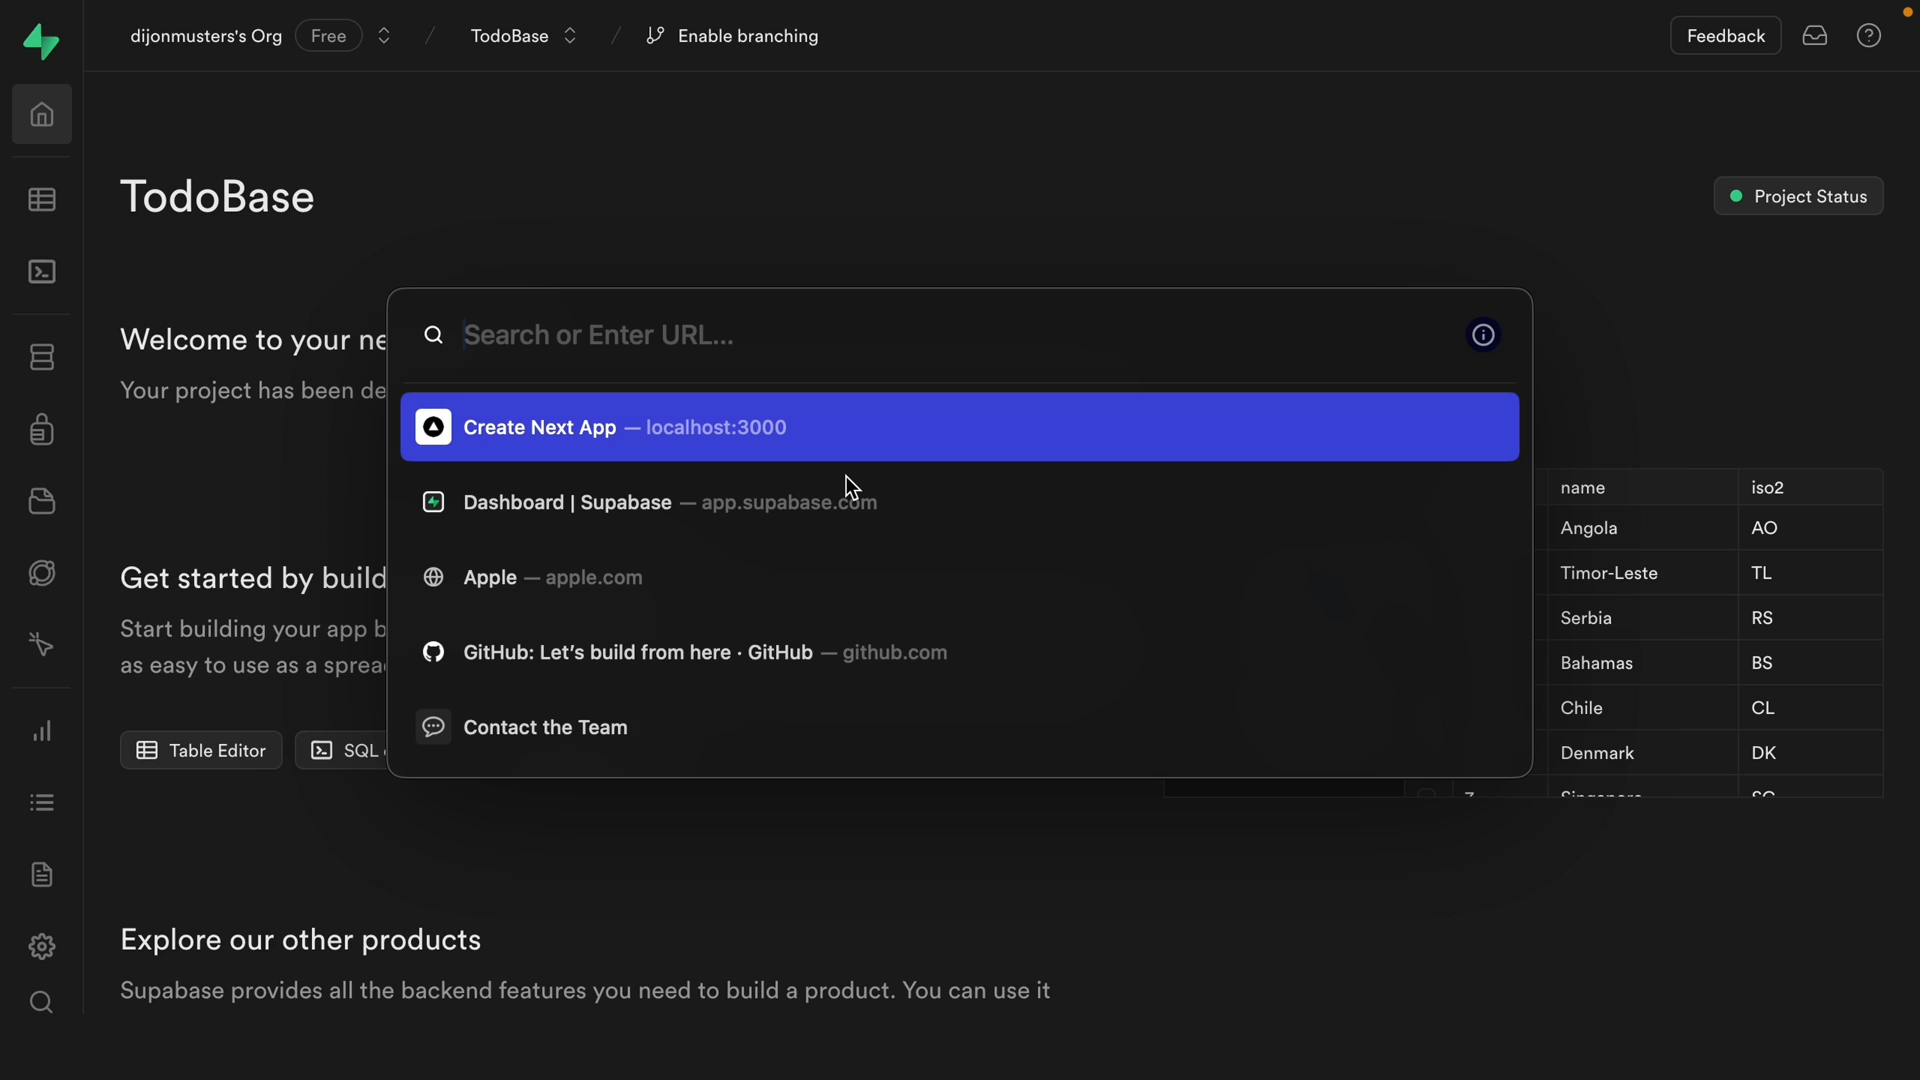 dijonmusters's Org Free / TodoBase / Enable branching Feedback
TodoBase
Project Status
Welcome to your ne
Your project has been de
Search or Enter URL...
Create Next App — localhost:3000
Dashboard | Supabase — app.supabase.com
Apple — apple.com
GitHub: Let's build from here · GitHub — github.com
Contact the Team
name iso2
Angola AO
Timor-Leste TL
Serbia RS
Bahamas BS
Chile CL
Denmark DK
Singapore SG
Get started by build
Start building your app b
as easy to use as a sprea
Table Editor SQL
Explore our other products
Supabase provides all the backend features you need to build a product. You can use it